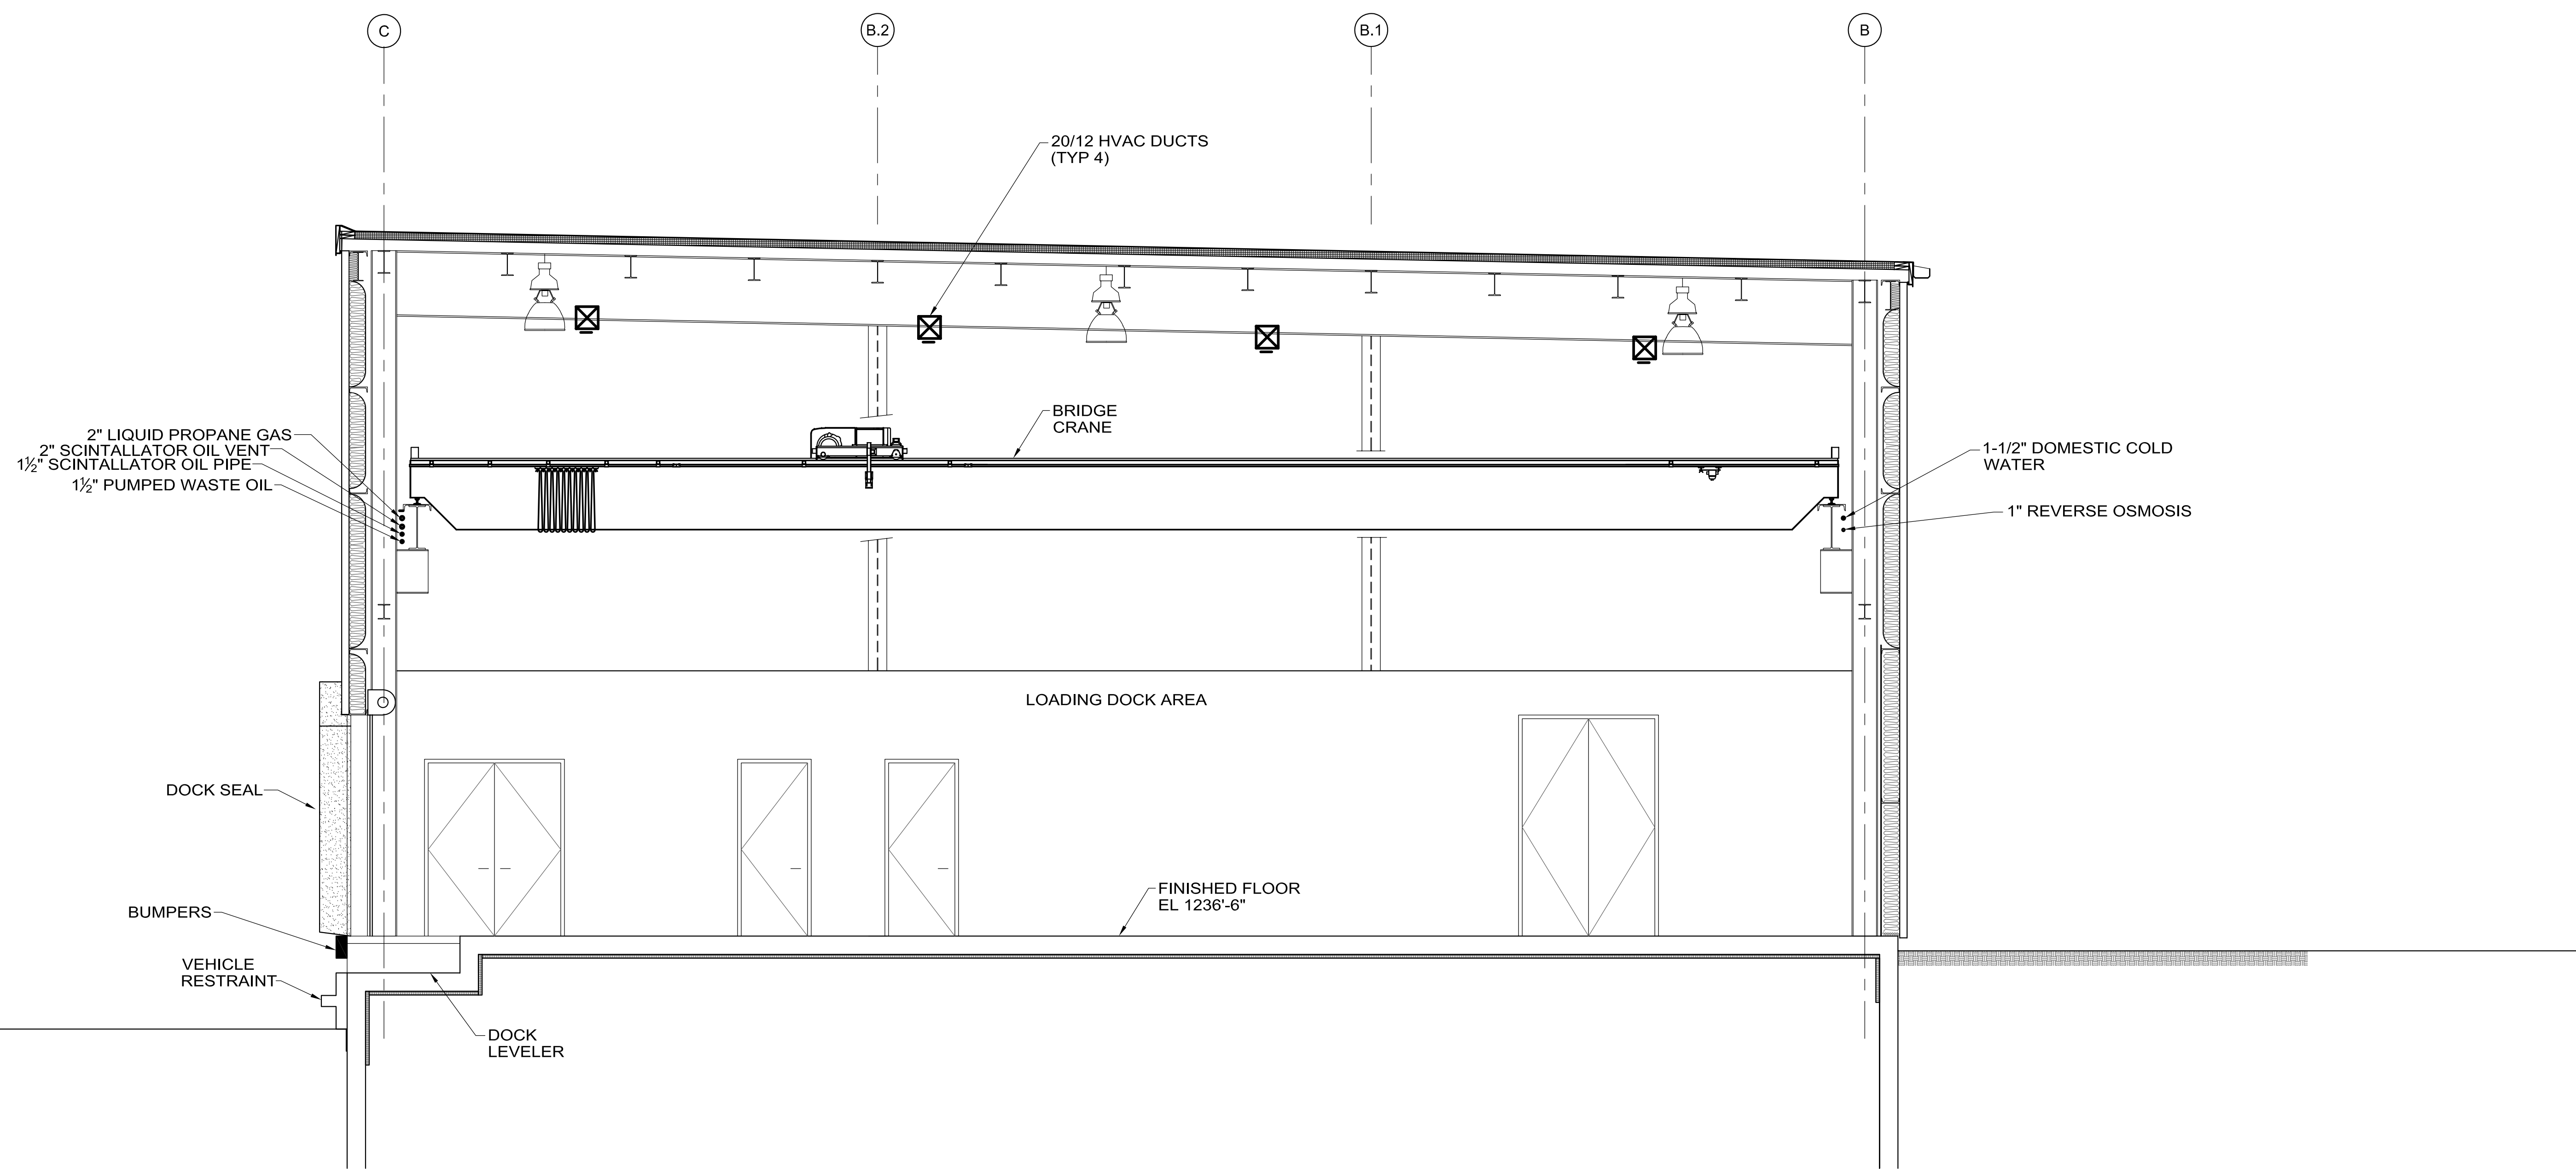 C
B.2
B.1
B
20/12 HVAC DUCTS
(TYP 4)
BRIDGE
CRANE
2" LIQUID PROPANE GAS
2" SCINTALLATOR OIL VENT
1½" SCINTALLATOR OIL PIPE
1½" PUMPED WASTE OIL
1-1/2" DOMESTIC COLD
WATER
1" REVERSE OSMOSIS
LOADING DOCK AREA
DOCK SEAL
BUMPERS
FINISHED FLOOR
EL 1236'-6"
VEHICLE
RESTRAINT
DOCK
LEVELER